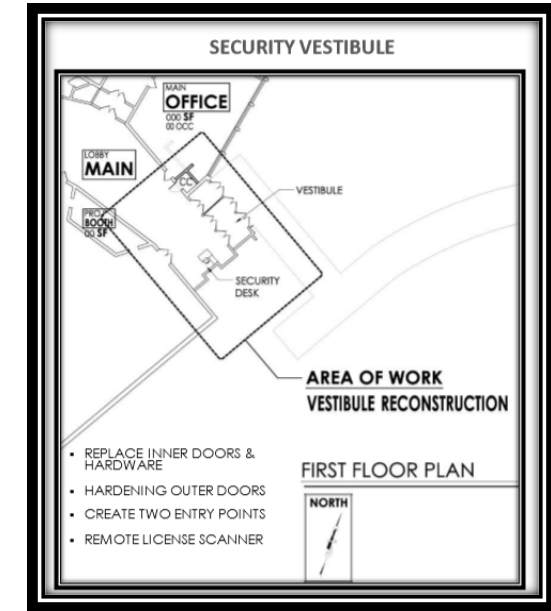 SECURITY VESTIBULE
MAIN
OFFICE
000 SF
00 OCC
LOBBY
MAIN
CC
VESTIBULE
PROJ
BOOTH
00 SF
SECURITY
DESK
AREA OF WORK
VESTIBULE RECONSTRUCTION
▪ REPLACE INNER DOORS &
HARDWARE
▪ HARDENING OUTER DOORS
▪ CREATE TWO ENTRY POINTS
▪ REMOTE LICENSE SCANNER
FIRST FLOOR PLAN
NORTH